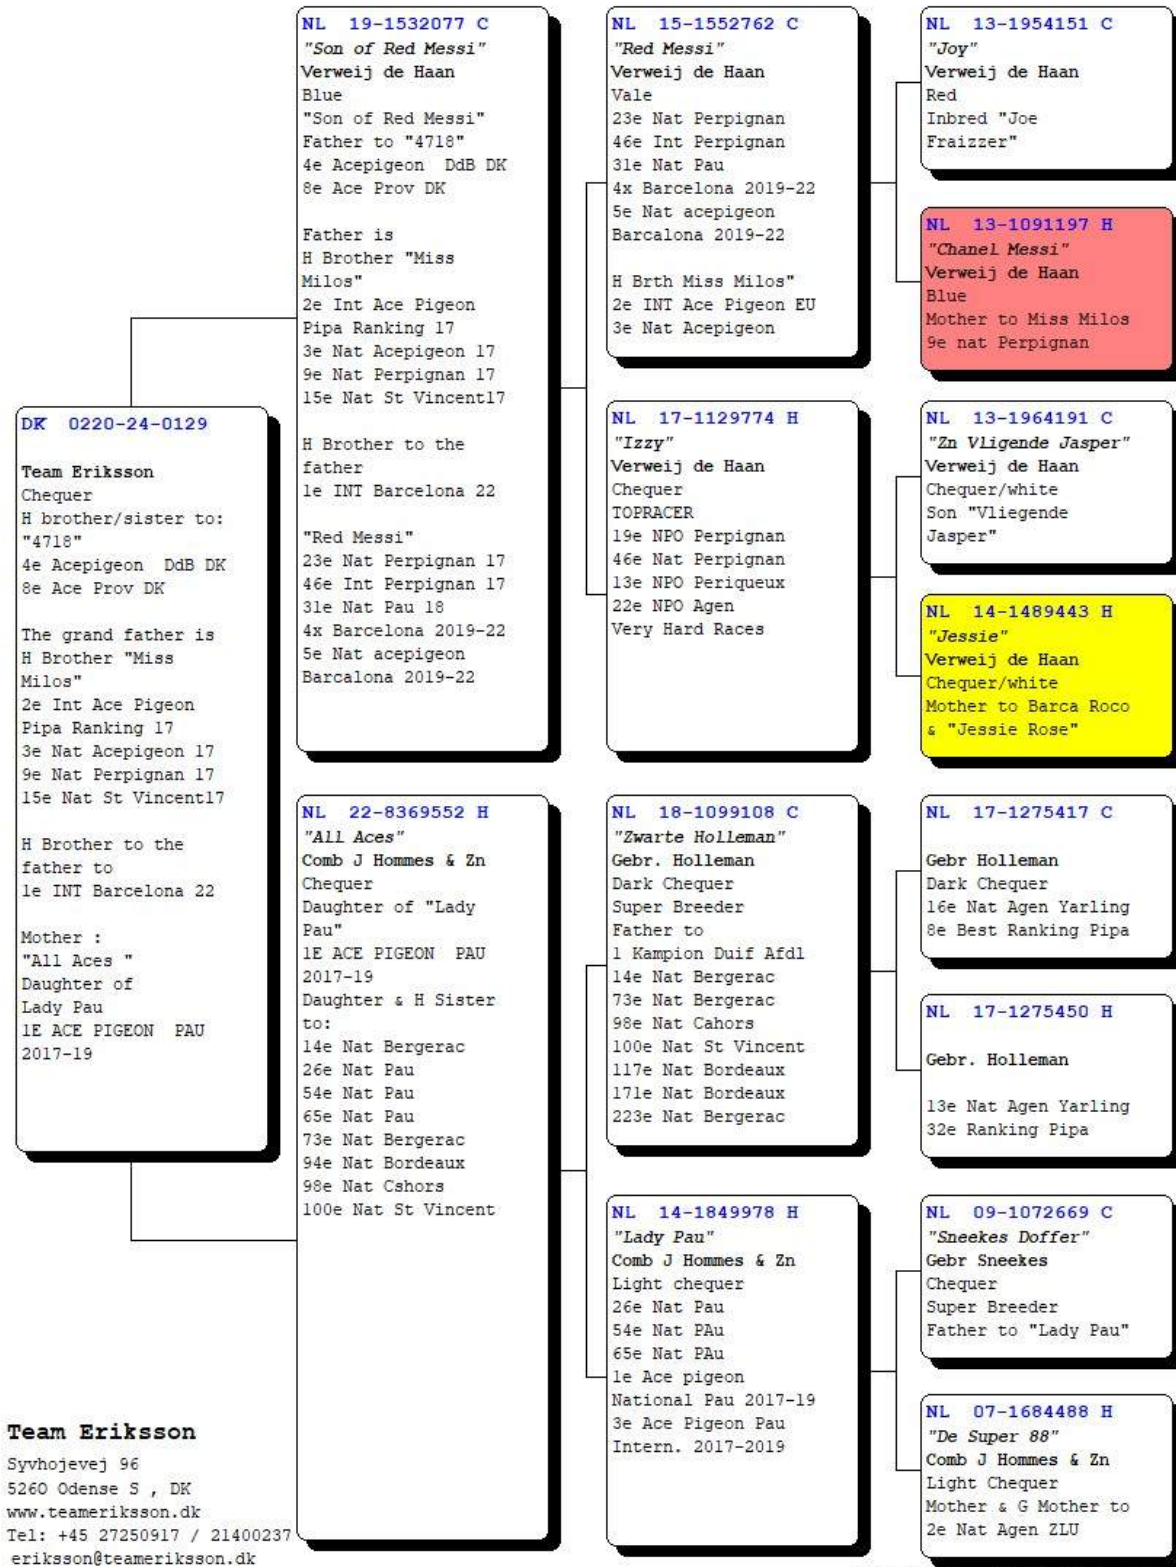 DK 0220-24-0129
Team Eriksson
Chequer
H brother/sister to:
"4718"
4e Acepigeon DdB DK
8e Ace Prov DK
The grand father is
H Brother "Miss
Milos"
2e Int Ace Pigeon
Pipa Ranking 17
3e Nat Acepigeon 17
9e Nat Perpignan 17
15e Nat St Vincent17
H Brother to the
father to
1e INT Barcelona 22
Mother :
"All Aces "
Daughter of
Lady Pau
1E ACE PIGEON PAU
2017-19
NL 19-1532077 C
"Son of Red Messi"
Verweij de Haan
Blue
"Son of Red Messi"
Father to "4718"
4e Acepigeon DdB DK
8e Ace Prov DK
Father is
H Brother "Miss
Milos"
2e Int Ace Pigeon
Pipa Ranking 17
3e Nat Acepigeon 17
9e Nat Perpignan 17
15e Nat St Vincent17
H Brother to the
father
1e INT Barcelona 22
"Red Messi"
23e Nat Perpignan 17
46e Int Perpignan 17
31e Nat Pau 18
4x Barcelona 2019-22
5e Nat acepigeon
Barcalona 2019-22
NL 22-8369552 H
"All Aces"
Comb J Hommes & Zn
Chequer
Daughter of "Lady
Pau"
1E ACE PIGEON PAU
2017-19
Daughter & H Sister
to:
14e Nat Bergerac
26e Nat Pau
54e Nat Pau
65e Nat Pau
73e Nat Bergerac
94e Nat Bordeaux
98e Nat Cshors
100e Nat St Vincent
NL 15-1552762 C
"Red Messi"
Verweij de Haan
Vale
23e Nat Perpignan
46e Int Perpignan
31e Nat Pau
4x Barcelona 2019-22
5e Nat acepigeon
Barcalona 2019-22
H Brth Miss Milos"
2e INT Ace Pigeon EU
3e Nat Acepigeon
NL 17-1129774 H
"Izzy"
Verweij de Haan
Chequer
TOPRACER
19e NPO Perpignan
46e Nat Perpignan
13e NPO Periqueux
22e NPO Agen
Very Hard Races
NL 18-1099108 C
"Zwarte Holleman"
Gebr. Holleman
Dark Chequer
Super Breeder
Father to
1 Kampion Duif Afdl
14e Nat Bergerac
73e Nat Bergerac
98e Nat Cahors
100e Nat St Vincent
117e Nat Bordeaux
171e Nat Bordeaux
223e Nat Bergerac
NL 14-1849978 H
"Lady Pau"
Comb J Hommes & Zn
Light chequer
26e Nat Pau
54e Nat PAu
65e Nat PAu
1e Ace pigeon
National Pau 2017-19
3e Ace Pigeon Pau
Intern. 2017-2019
NL 13-1954151 C
"Joy"
Verweij de Haan
Red
Inbred "Joe
Fraizzer"
NL 13-1091197 H
"Chanel Messi"
Verweij de Haan
Blue
Mother to Miss Milos
9e nat Perpignan
NL 13-1964191 C
"Zn Vligende Jasper"
Verweij de Haan
Chequer/white
Son "Vliegende
Jasper"
NL 14-1489443 H
"Jessie"
Verweij de Haan
Chequer/white
Mother to Barca Roco
& "Jessie Rose"
NL 17-1275417 C
Gebr Holleman
Dark Chequer
16e Nat Agen Yarling
8e Best Ranking Pipa
NL 17-1275450 H
Gebr. Holleman
13e Nat Agen Yarling
32e Ranking Pipa
NL 09-1072669 C
"Sneekes Doffer"
Gebr Sneekes
Chequer
Super Breeder
Father to "Lady Pau"
NL 07-1684488 H
"De Super 88"
Comb J Hommes & Zn
Light Chequer
Mother & G Mother to
2e Nat Agen ZLU
Team Eriksson
Syvhojevej 96
5260 Odense S , DK
www.teameriksson.dk
Tel: +45 27250917 / 21400237
eriksson@teameriksson.dk